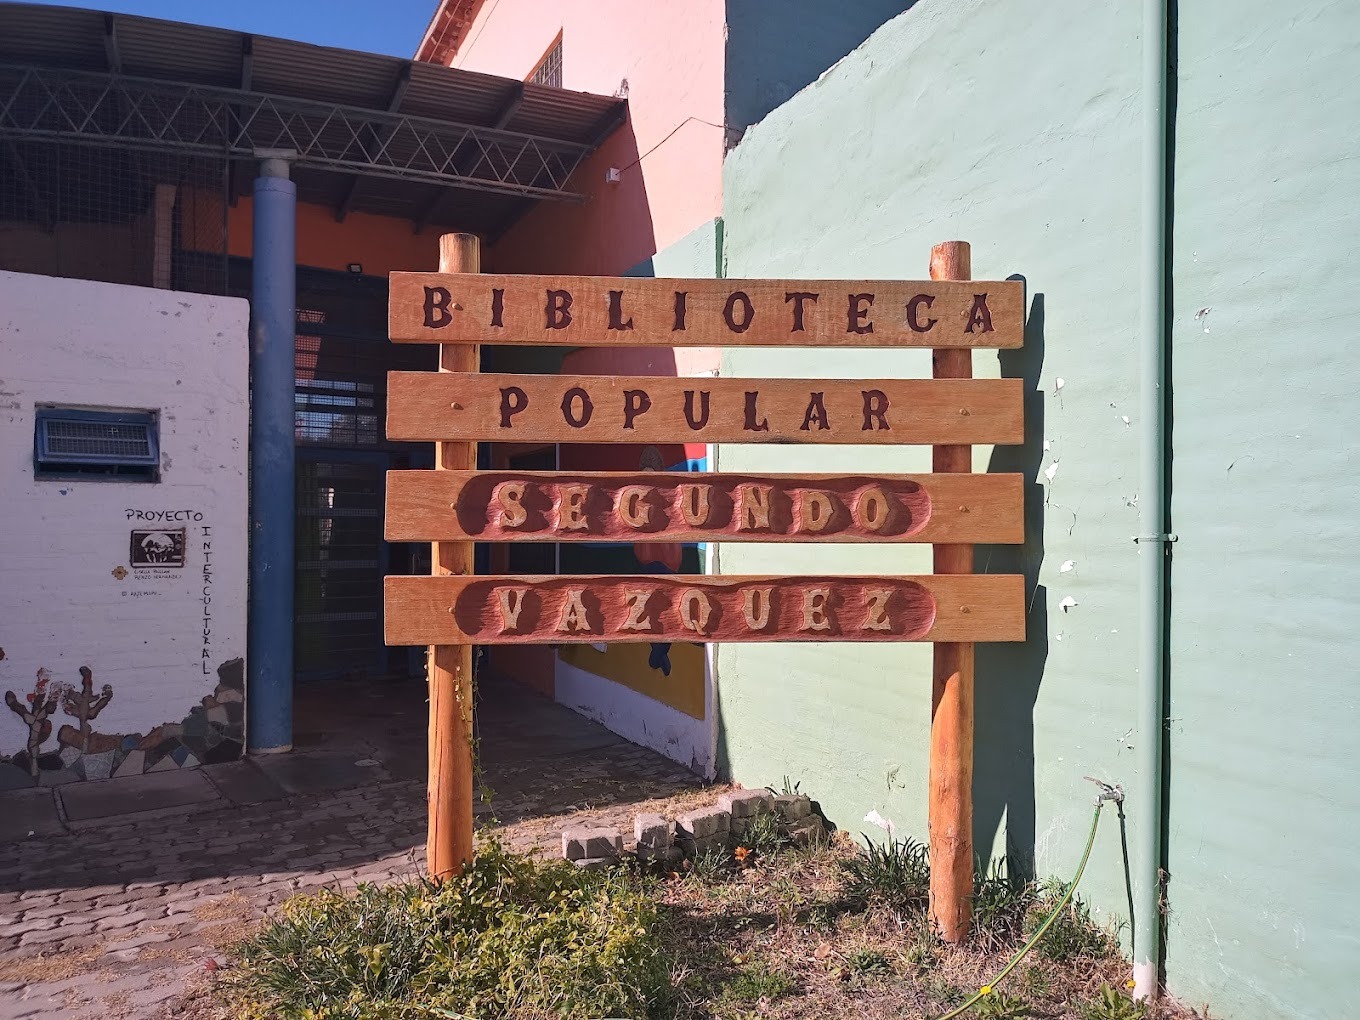 BIBLIOTECA
POPULAR
SEGUNDO
VAZQUEZ
PROYECTO
INTERCULTURAL